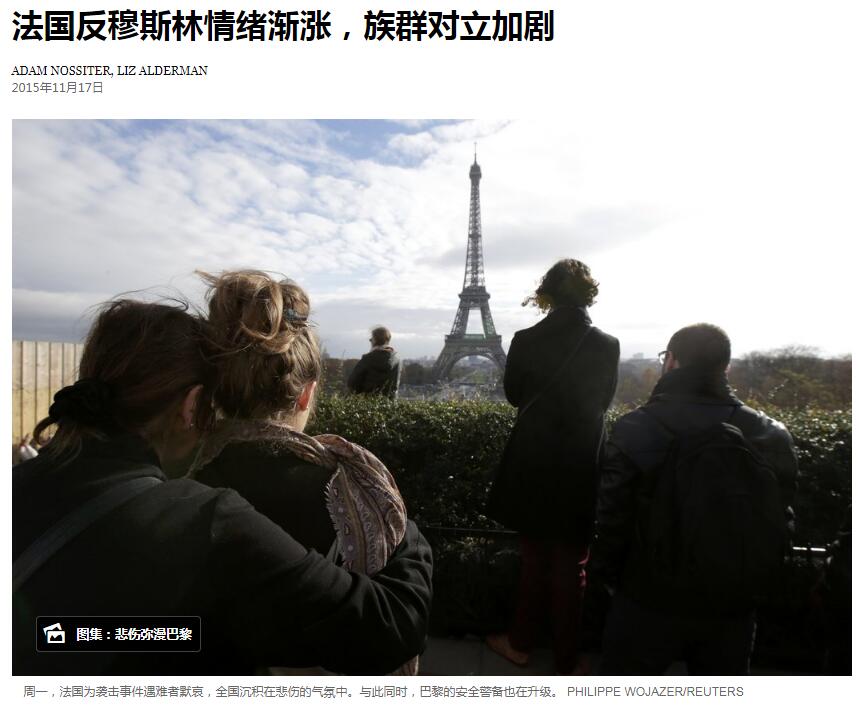 法国反穆斯林情绪渐涨，族群对立加剧
ADAM NOSSITER, LIZ ALDERMAN
2015年11月17日
图集：悲伤弥漫巴黎
周一，法国为袭击事件遇难者默哀，全国沉积在悲伤的气氛中。与此同时，巴黎的安全警备也在升级。 PHILIPPE WOJAZER/REUTERS